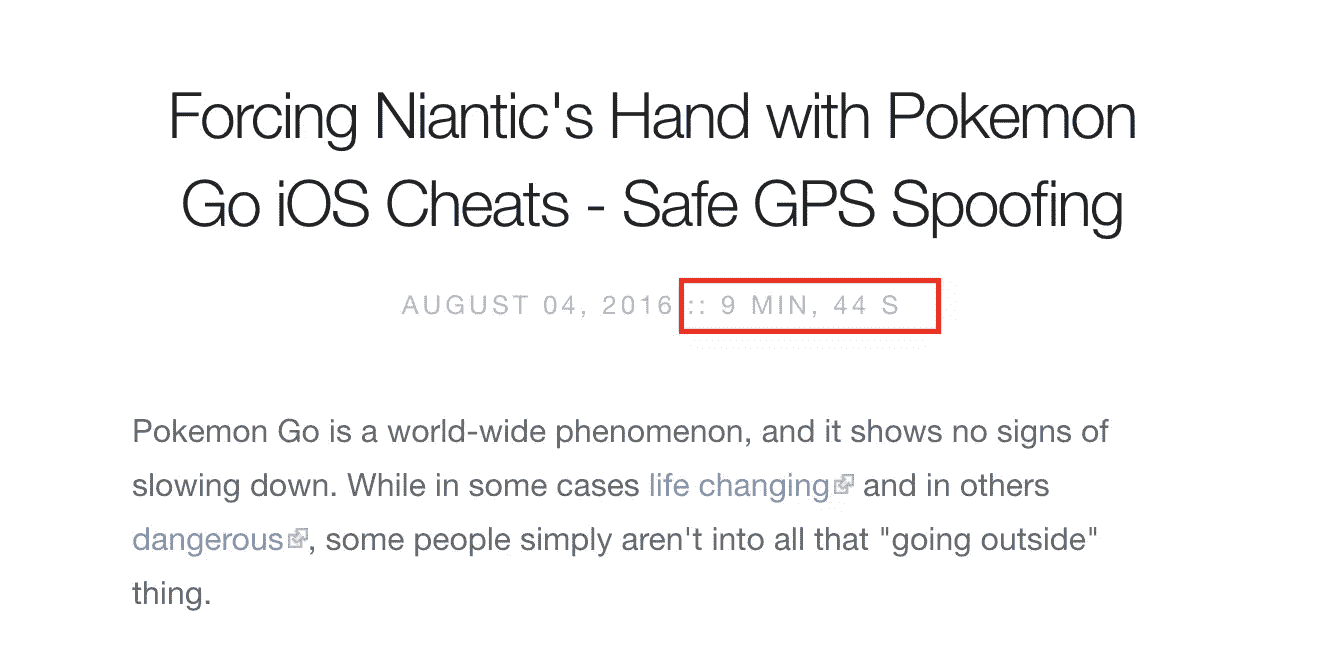 Forcing Niantic's Hand with Pokemon
Go iOS Cheats - Safe GPS Spoofing
AUGUST 04, 2016 :: 9 MIN, 44 S
Pokemon Go is a world-wide phenomenon, and it shows no signs of
slowing down. While in some cases life changing and in others
dangerous, some people simply aren't into all that "going outside"
thing.